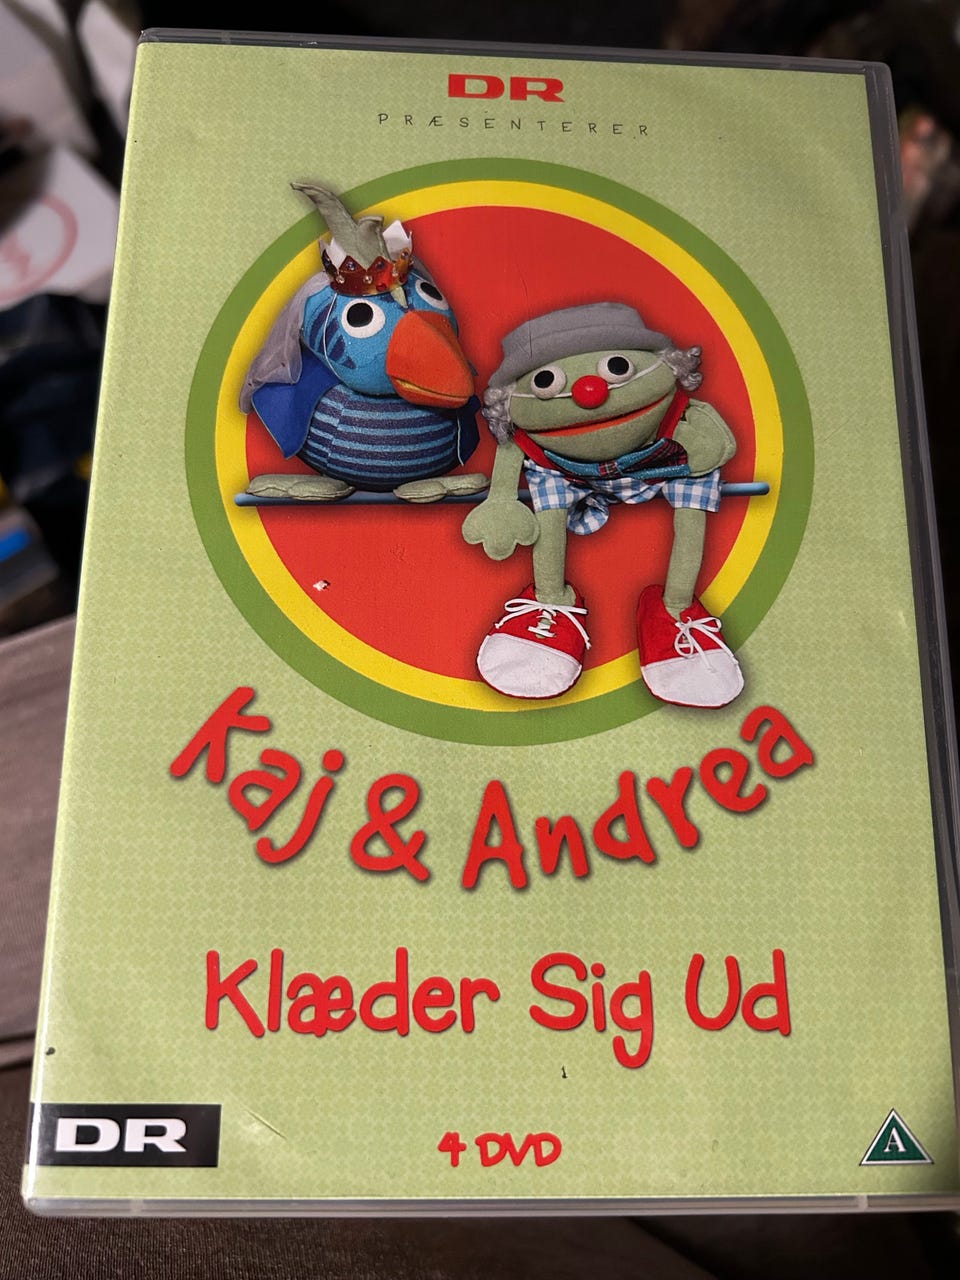 DR
PRÆSENTERER
Kaj & Andrea
Klæder Sig Ud
DR
4 DVD
A